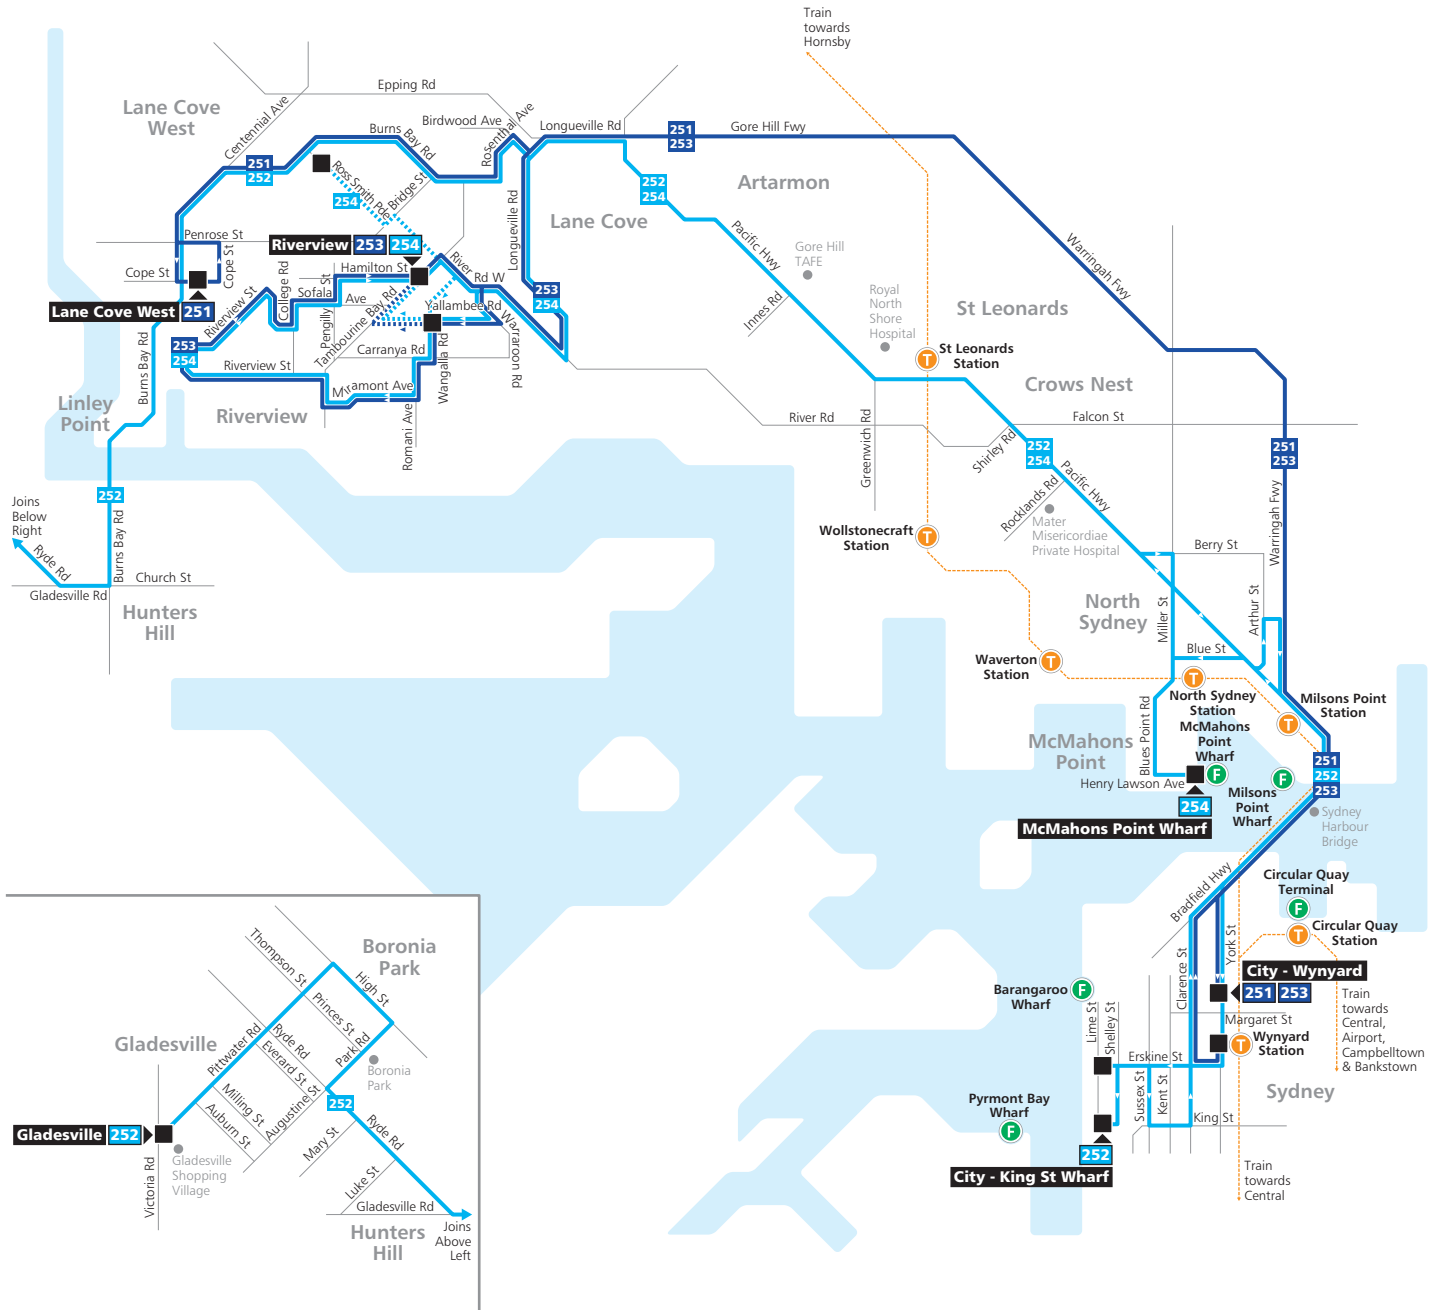 Train
towards
Hornsby
Epping Rd
Lane Cove
West
Centennial Ave
Birdwood Ave
Burns Bay Rd
Rosenthal Ave
Longueville Rd
251
253
Gore Hill Fwy
251
252
Ross Smith Pde
254
Bridge St
252
254
Artarmon
Lane Cove
Longueville Rd
Penrose St
Cope St
Cope St
Riverview 253 254
Hamilton St
River Rd W
College Rd
Sofala Ave
Pengilly St
Tambourine Bay Rd
Yallambee Rd
253
254
Lane Cove West 251
Riverview St
Warraroon Rd
253
254
Carranya Rd
Wangalla Rd
Riverview St
Miramont Ave
Romani Ave
Riverview
Burns Bay Rd
Linley
Point
Pacific Hwy
Gore Hill
TAFE
Innes Rd
Royal
North
Shore
Hospital
Warringah Fwy
St Leonards
St Leonards
Station
Crows Nest
River Rd
Greenwich Rd
Falcon St
Shirley Rd
252
254
251
253
Pacific Hwy
Rocklands Rd
Warringah Fwy
Mater
Misericordiae
Private Hospital
Wollstonecraft
Station
252
Joins
Below
Right
Ryde Rd
Burns Bay Rd
Church St
Gladesville Rd
Hunters
Hill
Berry St
North
Sydney
Miller St
Arthur St
Blue St
Waverton
Station
North Sydney
Station
Milsons Point
Station
McMahons
Point
Wharf
McMahons
Point
Blues Point Rd
Henry Lawson Ave
254
McMahons Point Wharf
Milsons
Point
Wharf
251
252
253
Sydney
Harbour
Bridge
Bradfield Hwy
Circular Quay
Terminal
Circular Quay
Station
Clarence St
York St
City - Wynyard
251 253
Barangaroo
Wharf
Lime St
Shelley St
Margaret St
Wynyard
Station
Train
towards
Central,
Airport,
Campbelltown
& Bankstown
Erskine St
Sussex St
Kent St
Sydney
King St
Pyrmont Bay
Wharf
252
City - King St Wharf
Train
towards
Central
Boronia
Park
Thompson St
High St
Princes St
Gladesville
Pittwater Rd
Ryde Rd
Park Rd
Everard St
Boronia
Park
Milling St
Augustine St
252
Auburn St
Ryde Rd
Mary St
Gladesville 252
Gladesville
Shopping
Village
Victoria Rd
Luke St
Gladesville Rd
Hunters
Hill
Joins
Above
Left
T
T
T
T
T
T
T
F
F
F
F
F